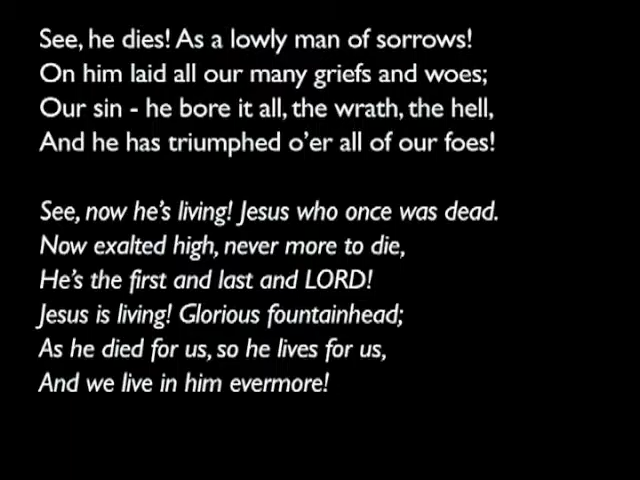 See, he dies! As a lowly man of sorrows!
On him laid all our many griefs and woes;
Our sin - he bore it all, the wrath, the hell,
And he has triumphed o'er all of our foes!
See, now he's living! Jesus who once was dead.
Now exalted high, never more to die,
He's the first and last and LORD!
Jesus is living! Glorious fountainhead;
As he died for us, so he lives for us,
And we live in him evermore!